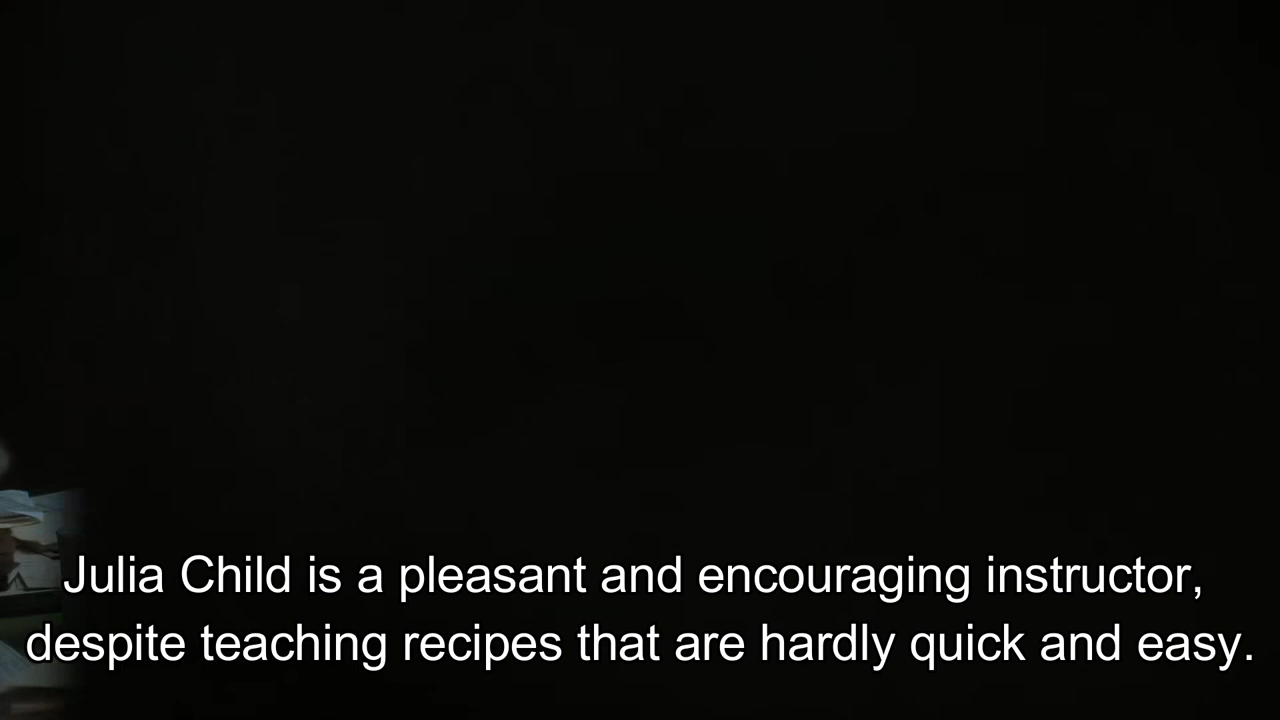 Julia Child is a pleasant and encouraging instructor,
despite teaching recipes that are hardly quick and easy.